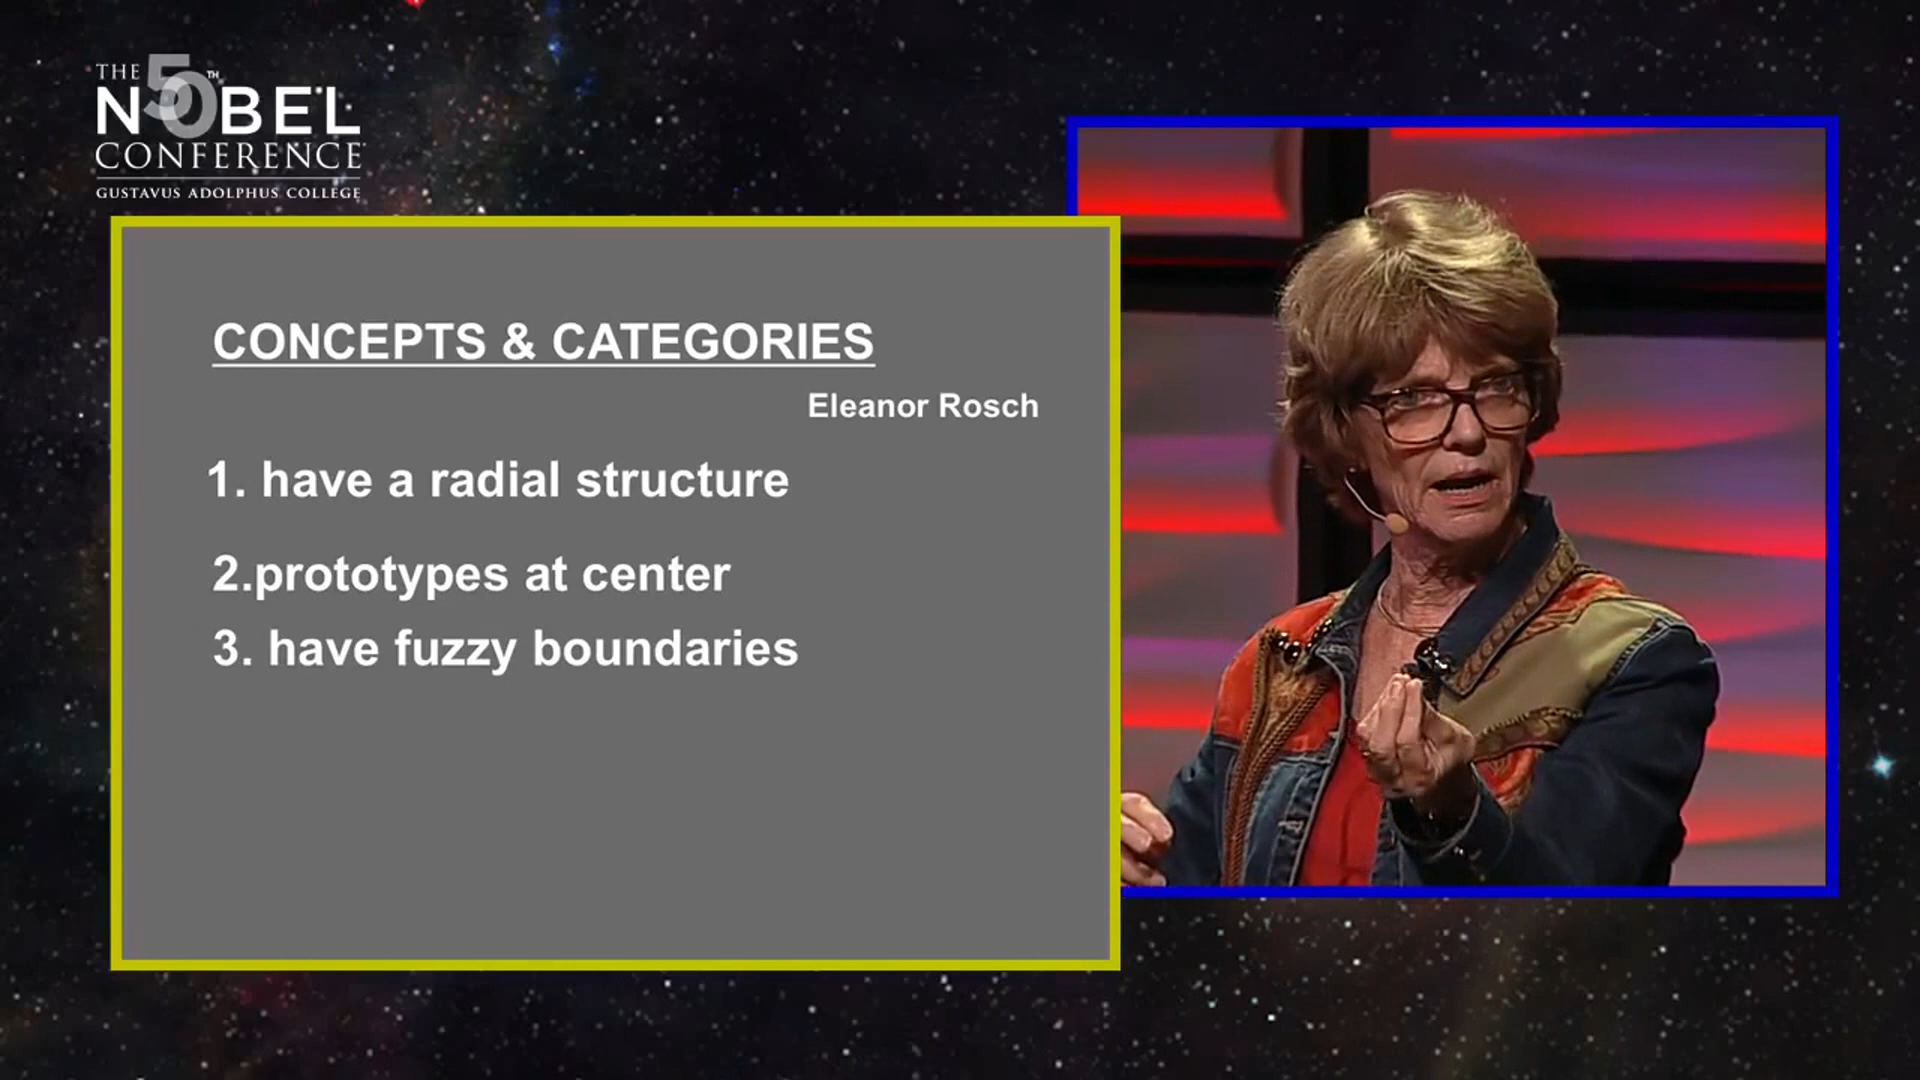 THE 50TH
NOBEL
CONFERENCE
GUSTAVUS ADOLPHUS COLLEGE
CONCEPTS & CATEGORIES
Eleanor Rosch
1. have a radial structure
2.prototypes at center
3. have fuzzy boundaries